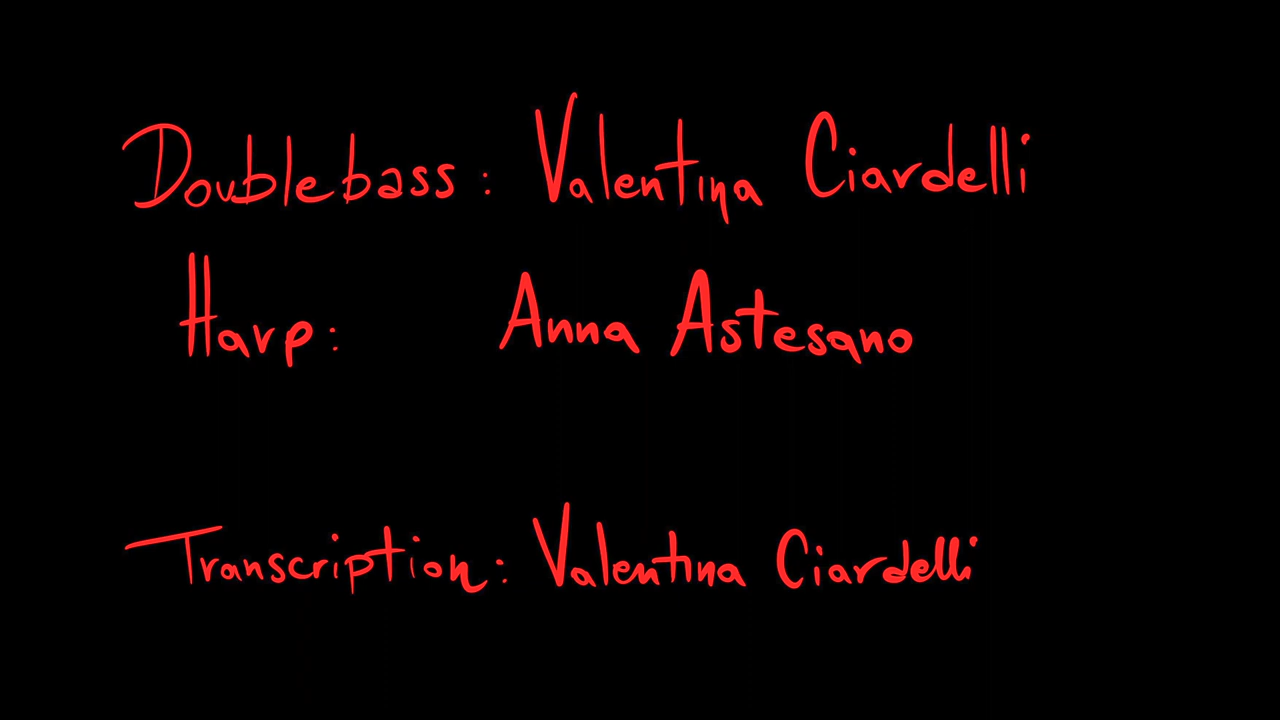 Doublebass: Valentina Ciardelli
Harp: Anna Astesano
Transcription: Valentina Ciardelli